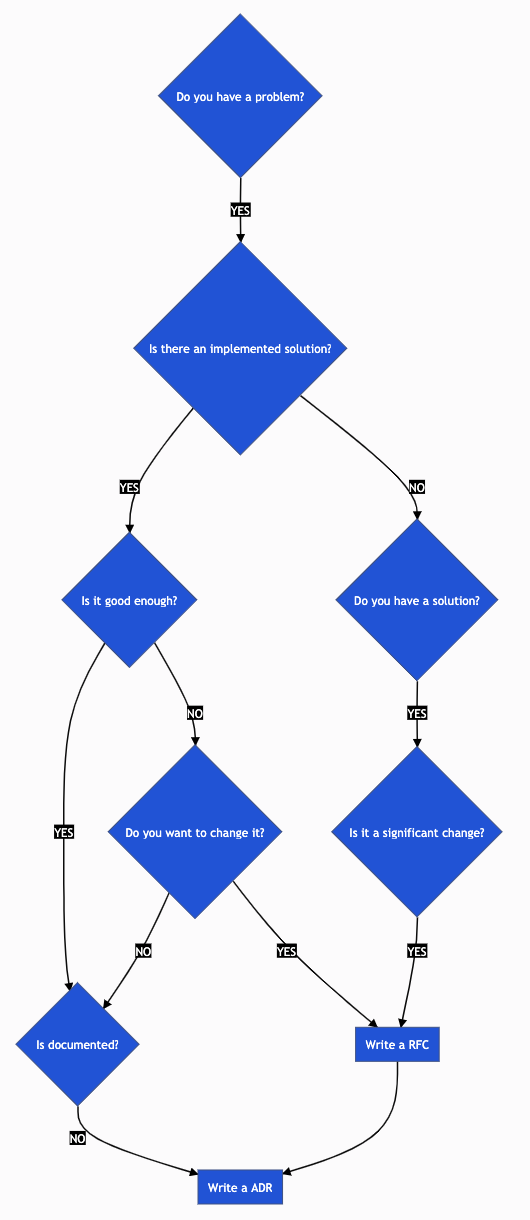 Do you have a problem?
YES
Is there an implemented solution?
YES
NO
Is it good enough?
Do you have a solution?
NO
YES
YES
Do you want to change it?
Is it a significant change?
NO
YES
YES
Is documented?
Write a RFC
NO
Write a ADR